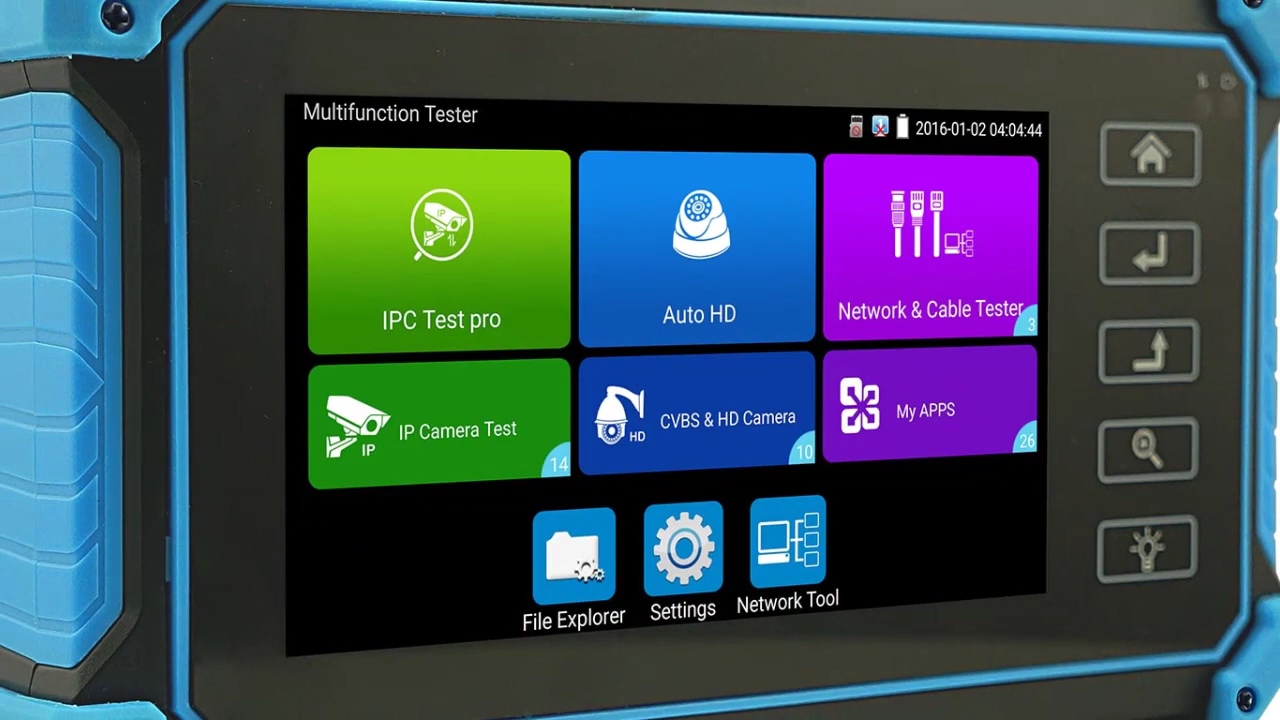 Multifunction Tester
2016-01-02 04:04:44
IP
IPC Test pro
Auto HD
Network & Cable Tester
3
IP
IP Camera Test
14
HD
CVBS & HD Camera
10
My APPS
26
File Explorer
Settings
Network Tool